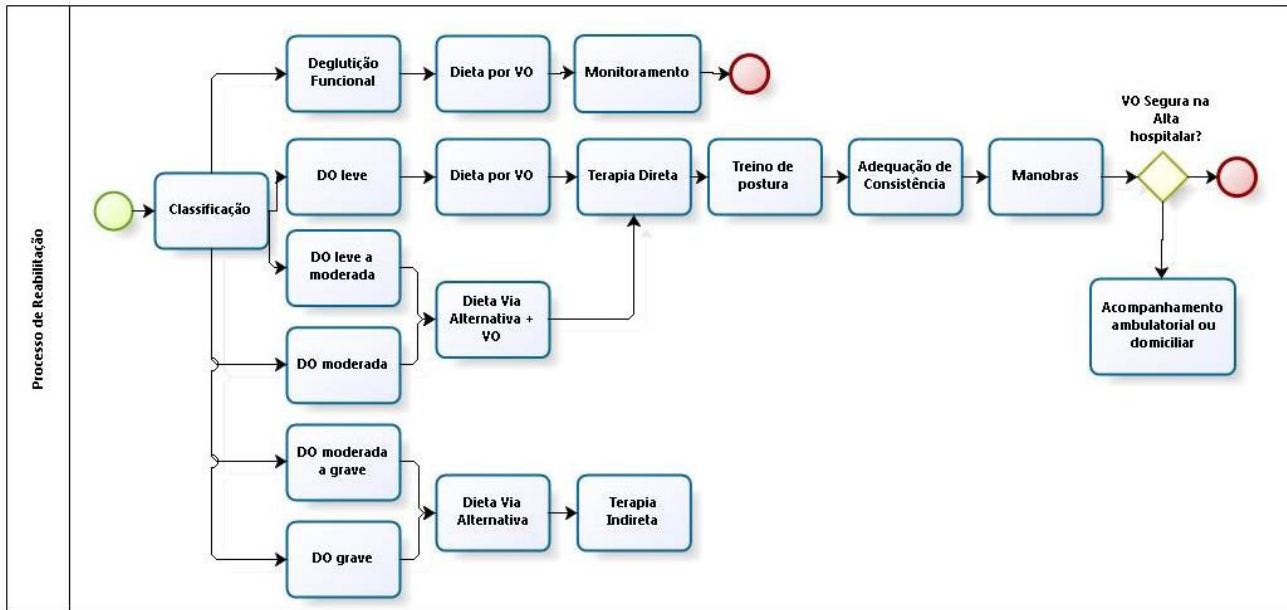 Processo de Reabilitação
Deglutição
Funcional
Dieta por VO
Monitoramento
VO Segura na
Alta
hospitalar?
Classificação
DO leve
Dieta por VO
Terapia Direta
Treino de
postura
Adequação de
Consistência
Manobras
DO leve a
moderada
Dieta Via
Alternativa +
VO
DO moderada
Acompanhamento
ambulatorial ou
domiciliar
DO moderada
a grave
Dieta Via
Alternativa
Terapia
Indireta
DO grave